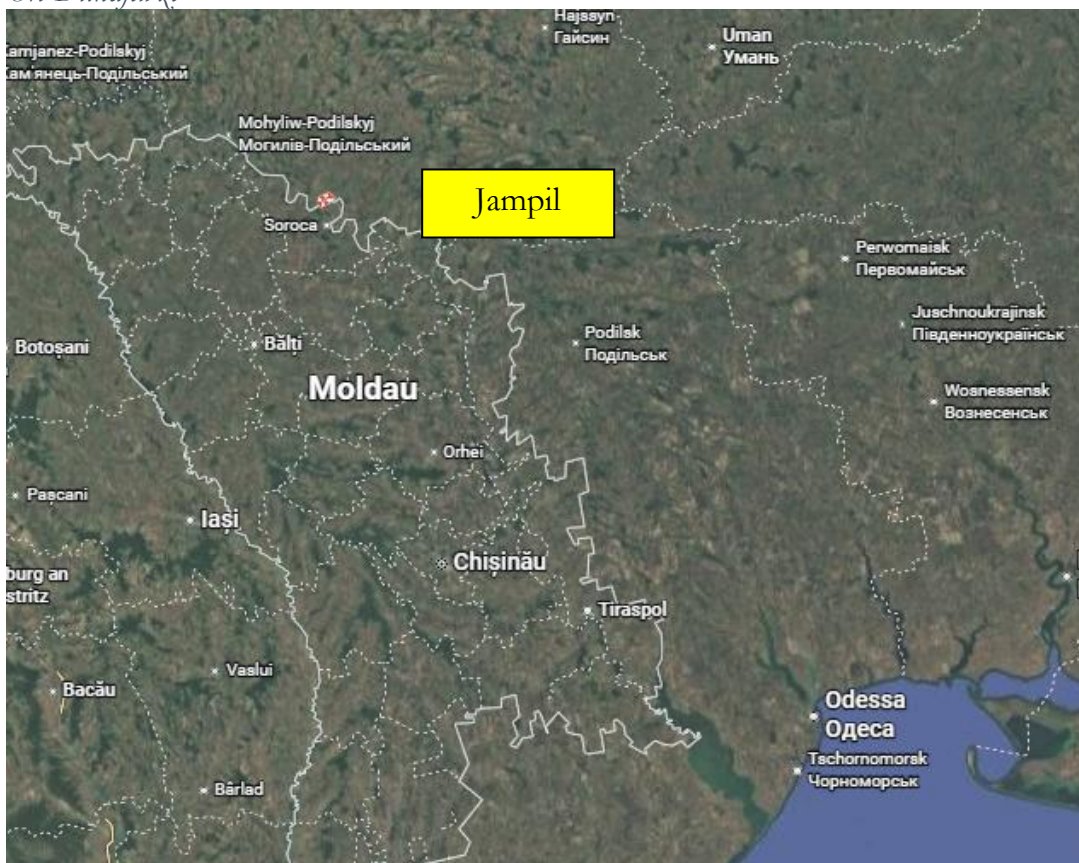 Hajssyn
Гайсин
Uman
Умань
Kamjanez-Podilskyj
Кам'янець-Подільський
Mohyliw-Podilskyj
Могилів-Подільський
Jampil
Soroca
Perwomaisk
Первомайськ
Juschnoukrajinsk
Південноукраїнськ
Podilsk
Подільськ
Botoșani
Bălți
Moldau
Wosnessensk
Вознесенськ
Orhei
Pașcani
Iași
Chișinău
burg an
stritz
Tiraspol
Vaslui
Bacău
Odessa
Одеса
Tschornomorsk
Чорноморськ
Bârlad